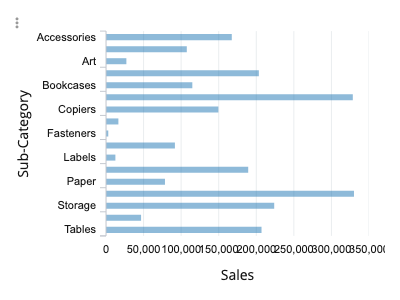 Accessories
Art
Bookcases
Copiers
Fasteners
Labels
Paper
Storage
Tables
Sub-Category
0 50,000 100,000 150,000 200,000 250,000 300,000 350,000
Sales